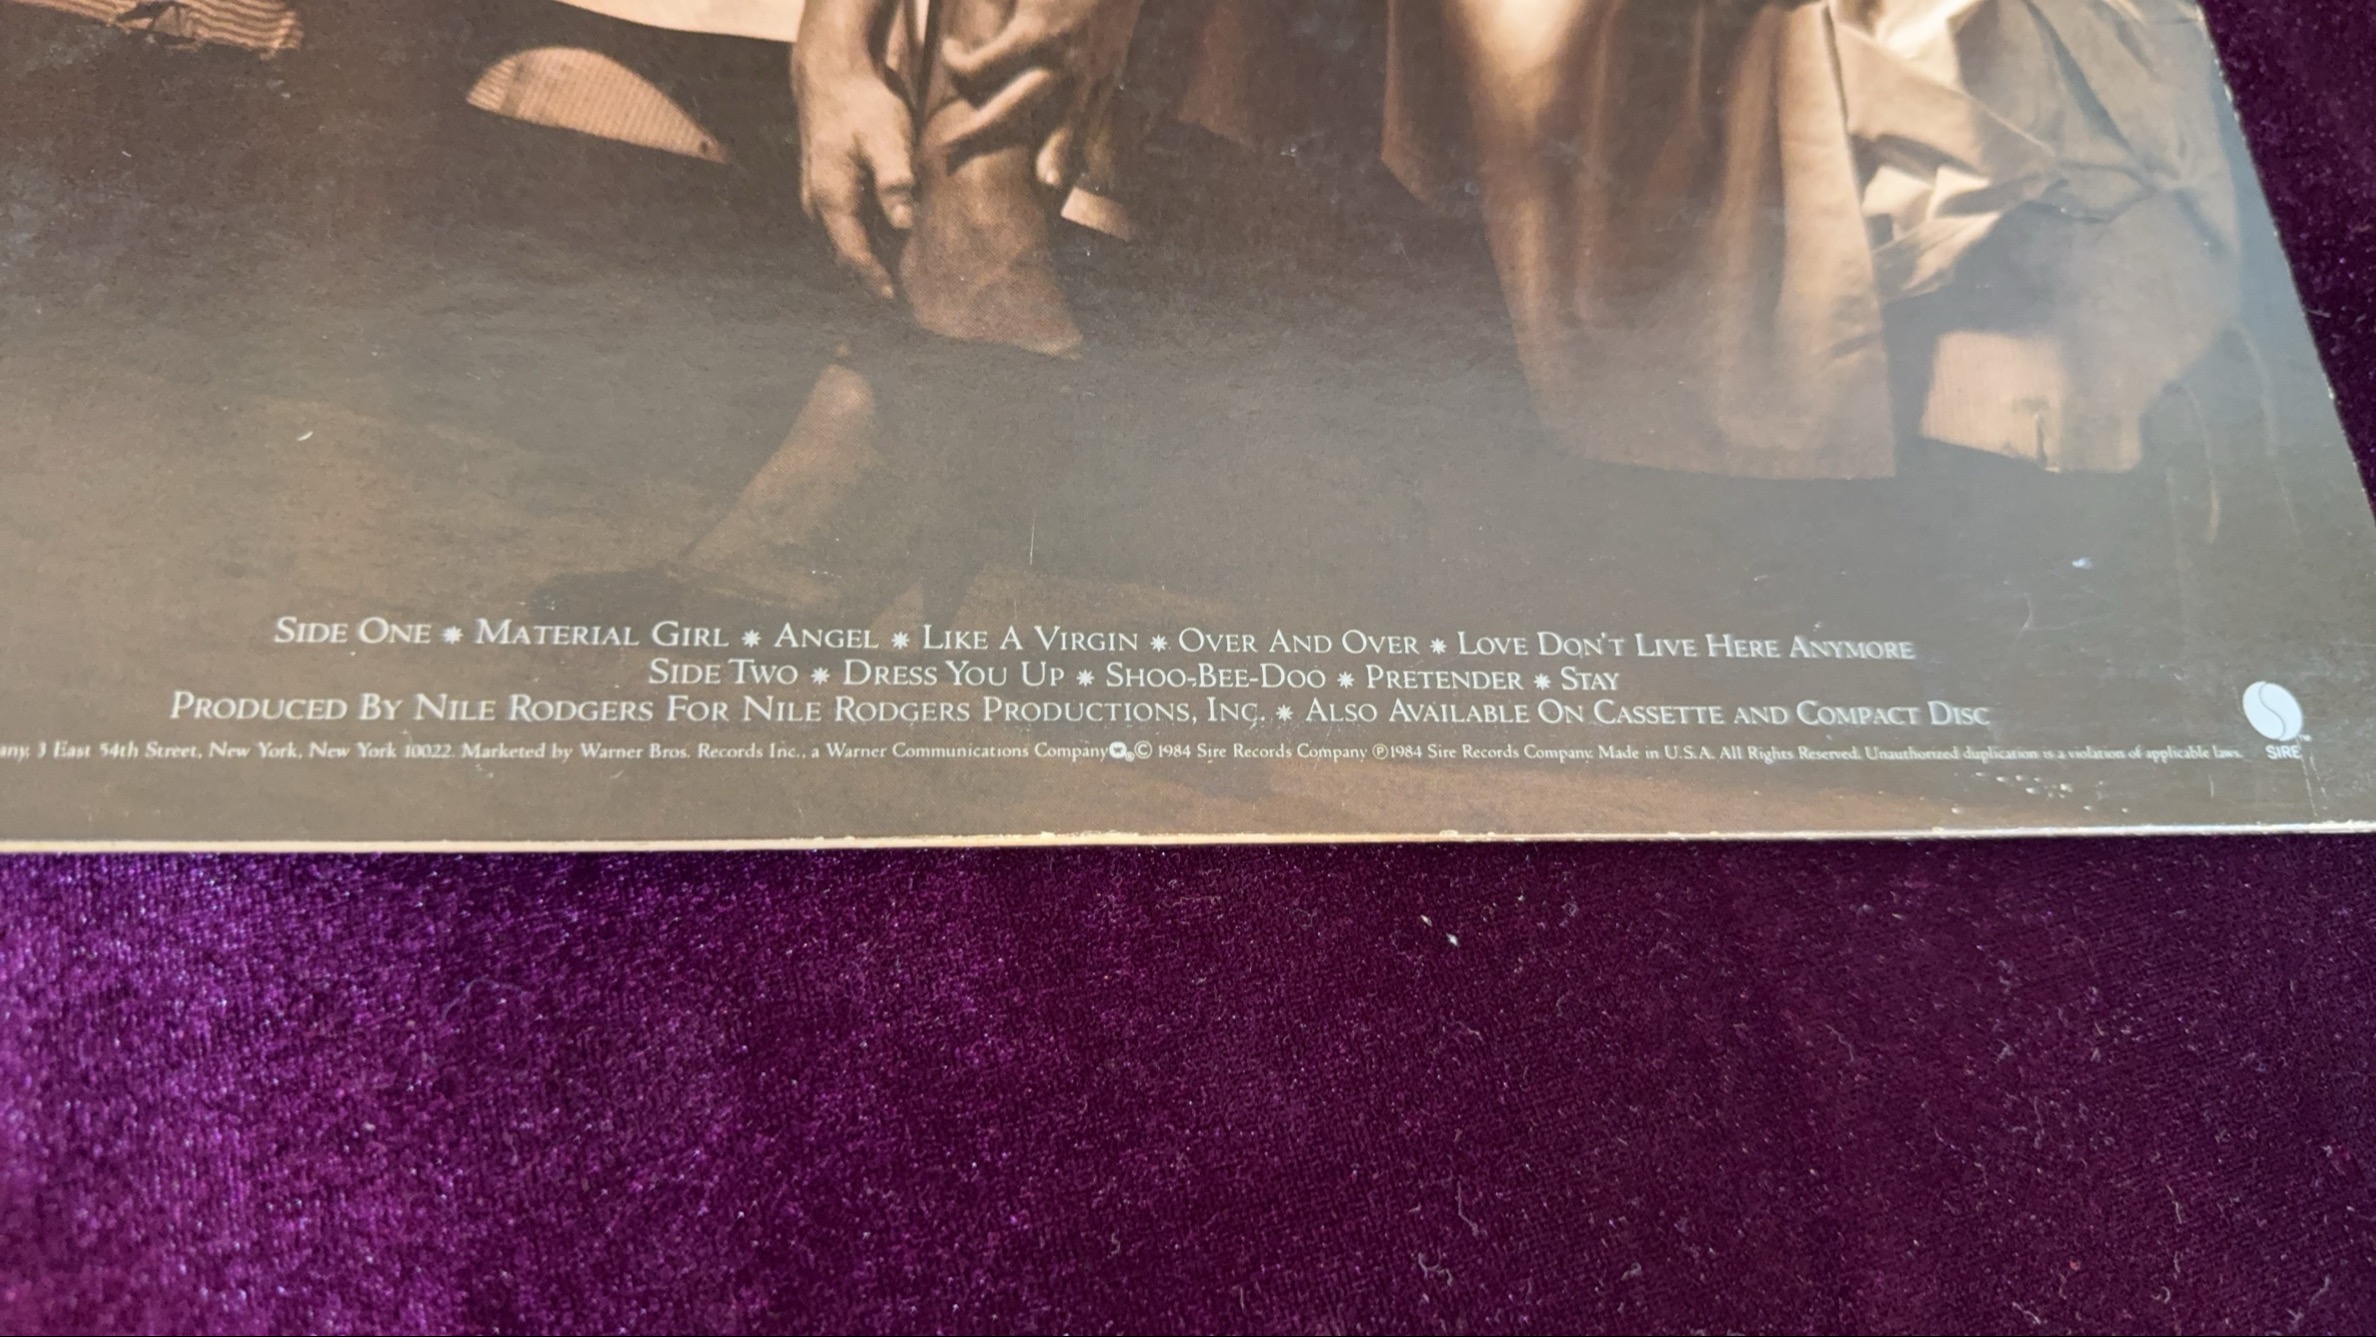 SIDE ONE * MATERIAL GIRL * ANGEL * LIKE A VIRGIN * OVER AND OVER * LOVE DON'T LIVE HERE ANYMORE
SIDE TWO * DRESS YOU UP * SHOO-BEE-DOO * PRETENDER * STAY
PRODUCED BY NILE RODGERS FOR NILE RODGERS PRODUCTIONS, INC. * ALSO AVAILABLE ON CASSETTE AND COMPACT DISC
any, 3 East 54th Street, New York, New York 10022. Marketed by Warner Bros. Records Inc., a Warner Communications Company © 1984 Sire Records Company ℗1984 Sire Records Company. Made in U.S.A. All Rights Reserved. Unauthorized duplication is a violation of applicable laws.
SIRE™